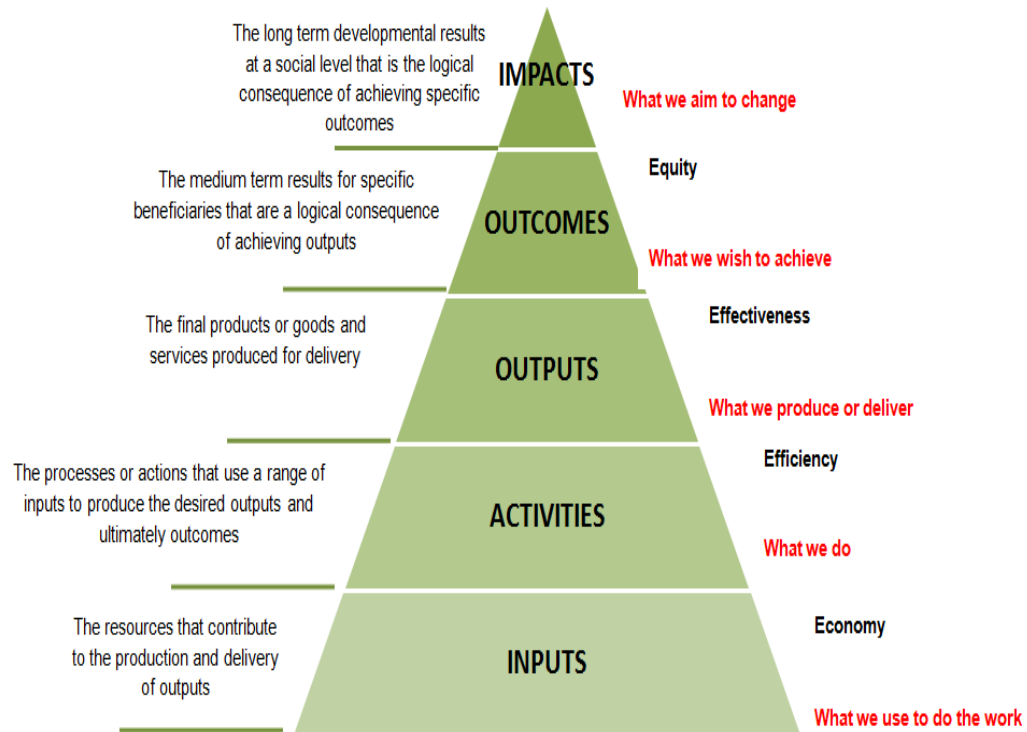 The long term developmental results
at a social level that is the logical
consequence of achieving specific
outcomes
IMPACTS
What we aim to change
Equity
The medium term results for specific
beneficiaries that are a logical consequence
of achieving outputs
OUTCOMES
What we wish to achieve
Effectiveness
The final products or goods and
services produced for delivery
OUTPUTS
What we produce or deliver
Efficiency
The processes or actions that use a range of
inputs to produce the desired outputs and
ultimately outcomes
ACTIVITIES
What we do
Economy
The resources that contribute
to the production and delivery
of outputs
INPUTS
What we use to do the work